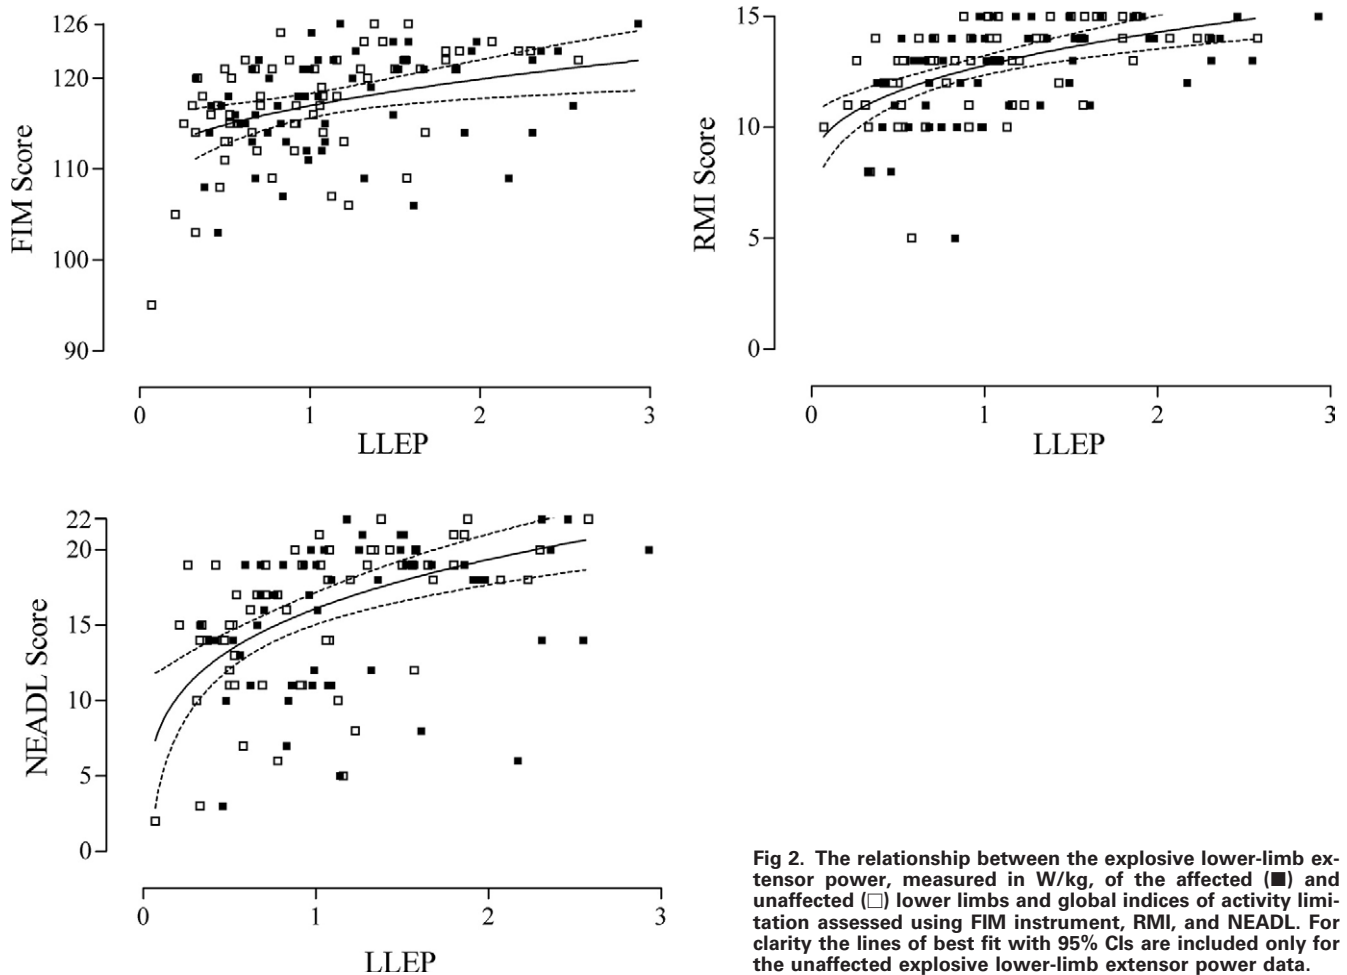 126
120
110
100
90
FIM Score
0 1 2 3
LLEP
15
10
5
0
RMI Score
0 1 2 3
LLEP
22
20
15
10
5
0
NEADL Score
0 1 2 3
LLEP
Fig 2. The relationship between the explosive lower-limb ex-
tensor power, measured in W/kg, of the affected (■) and
unaffected (□) lower limbs and global indices of activity limi-
tation assessed using FIM instrument, RMI, and NEADL. For
clarity the lines of best fit with 95% CIs are included only for
the unaffected explosive lower-limb extensor power data.